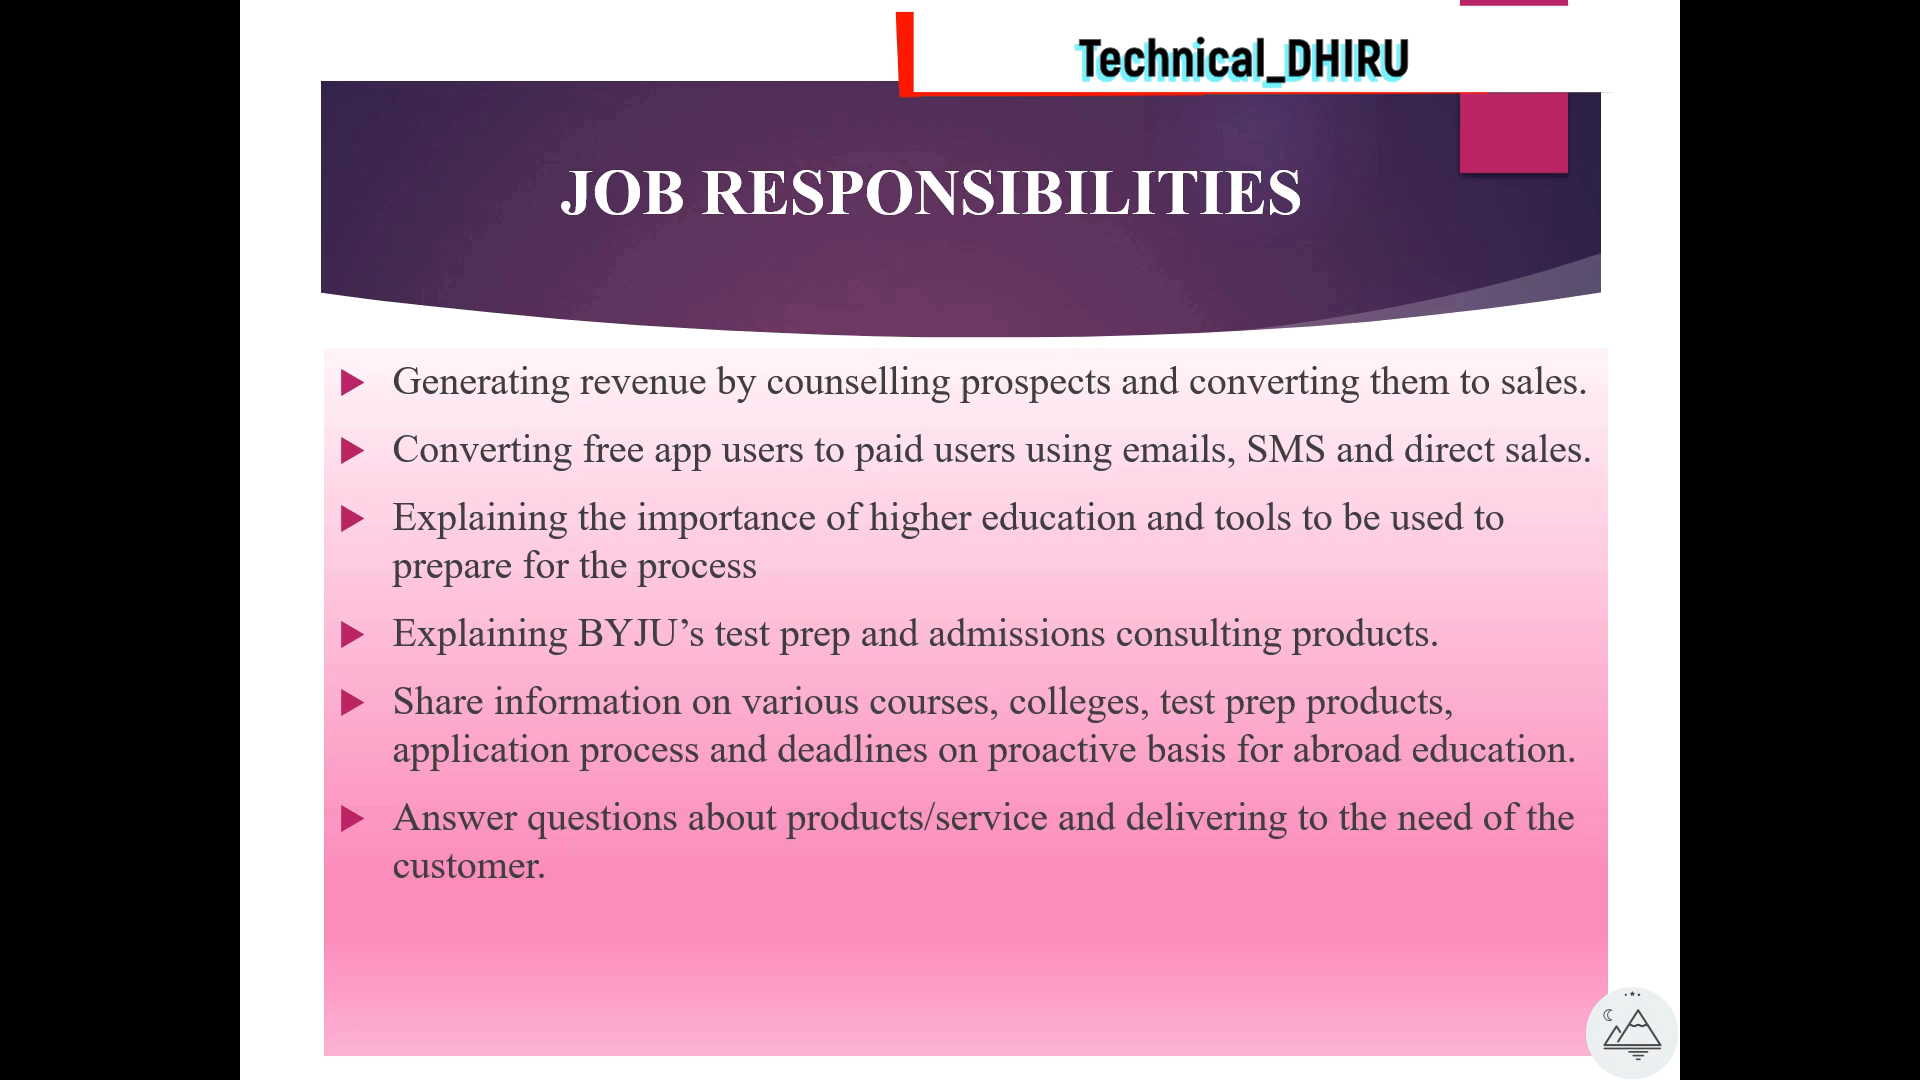 Technical_DHIRU
JOB RESPONSIBILITIES
Generating revenue by counselling prospects and converting them to sales.
Converting free app users to paid users using emails, SMS and direct sales.
Explaining the importance of higher education and tools to be used to
prepare for the process
Explaining BYJU’s test prep and admissions consulting products.
Share information on various courses, colleges, test prep products,
application process and deadlines on proactive basis for abroad education.
Answer questions about products/service and delivering to the need of the
customer.